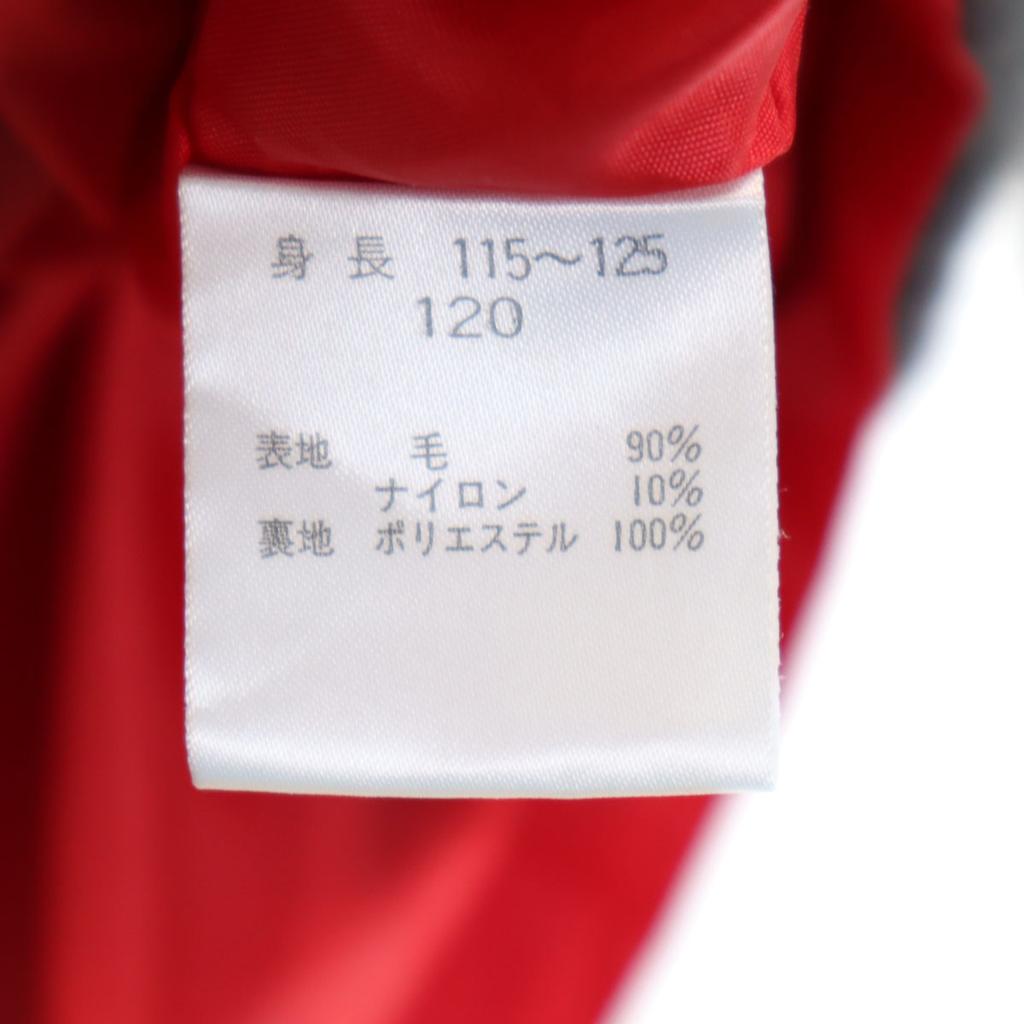 身 長 115～125
120
表地 毛 90%
ナイロン 10%
裏地 ポリエステル 100%